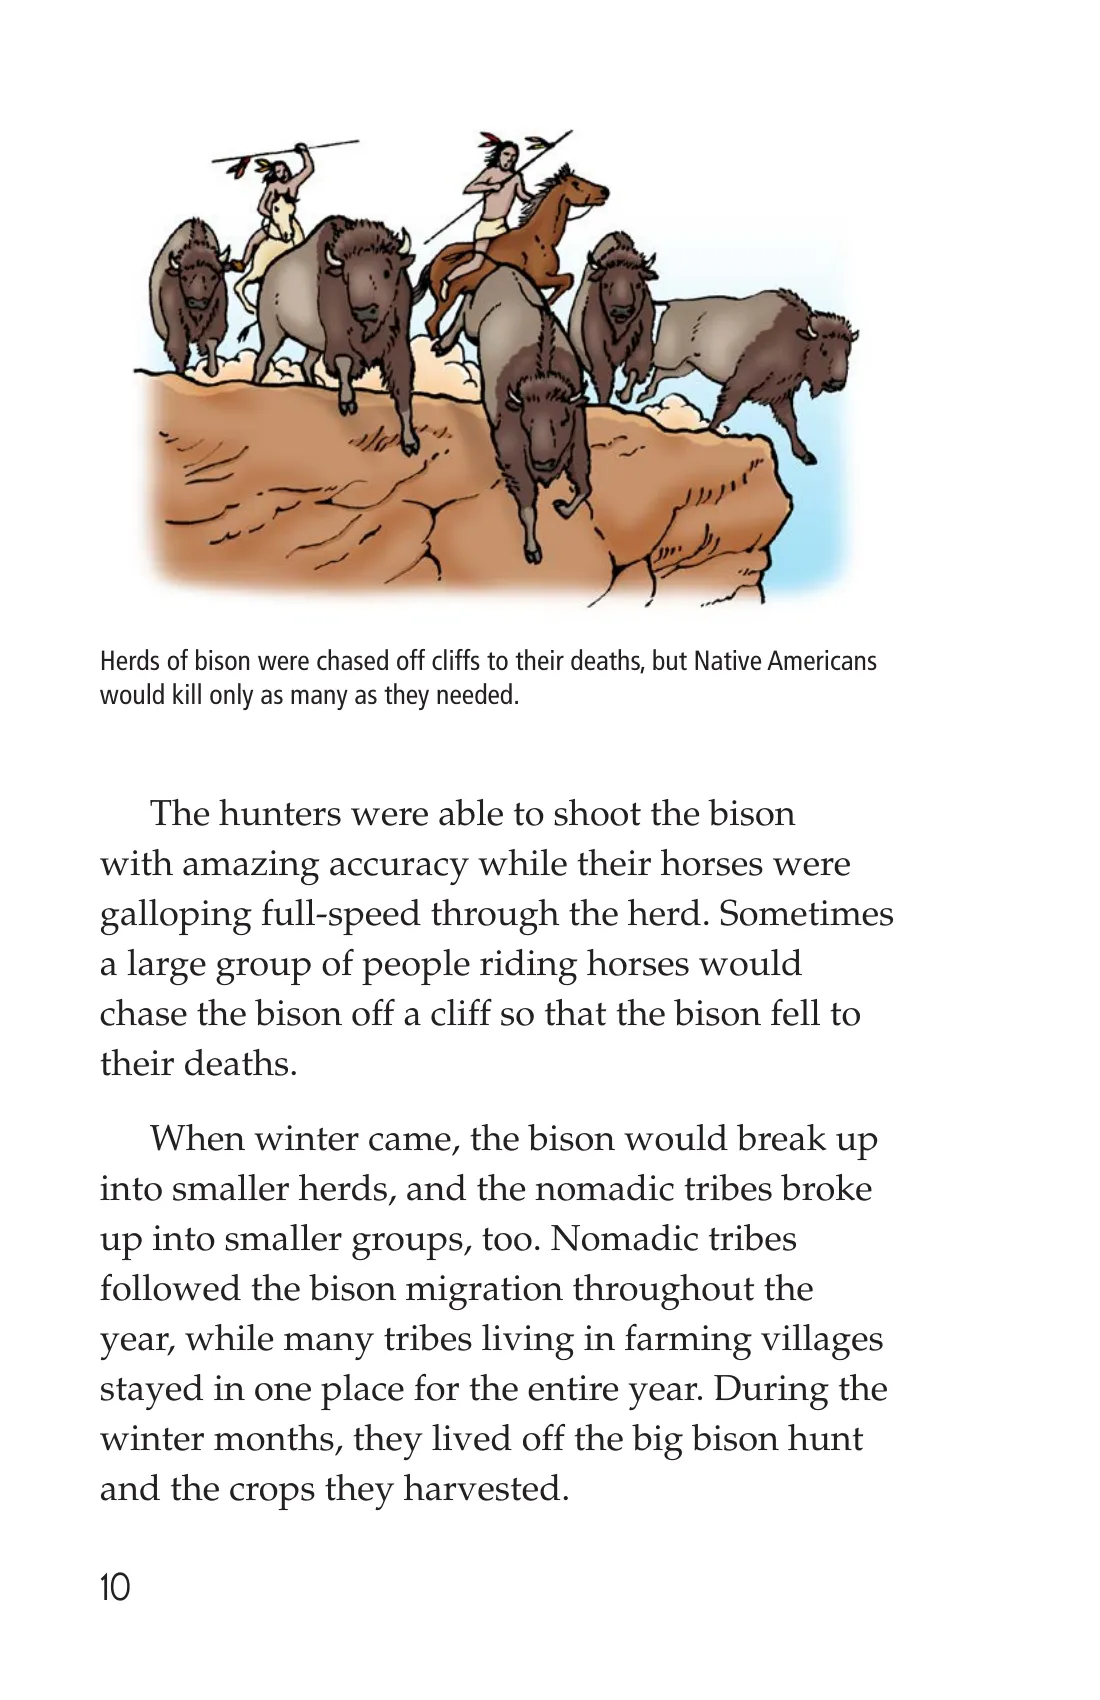 Herds of bison were chased off cliffs to their deaths, but Native Americans
would kill only as many as they needed.
The hunters were able to shoot the bison
with amazing accuracy while their horses were
galloping full-speed through the herd. Sometimes
a large group of people riding horses would
chase the bison off a cliff so that the bison fell to
their deaths.
When winter came, the bison would break up
into smaller herds, and the nomadic tribes broke
up into smaller groups, too. Nomadic tribes
followed the bison migration throughout the
year, while many tribes living in farming villages
stayed in one place for the entire year. During the
winter months, they lived off the big bison hunt
and the crops they harvested.
10